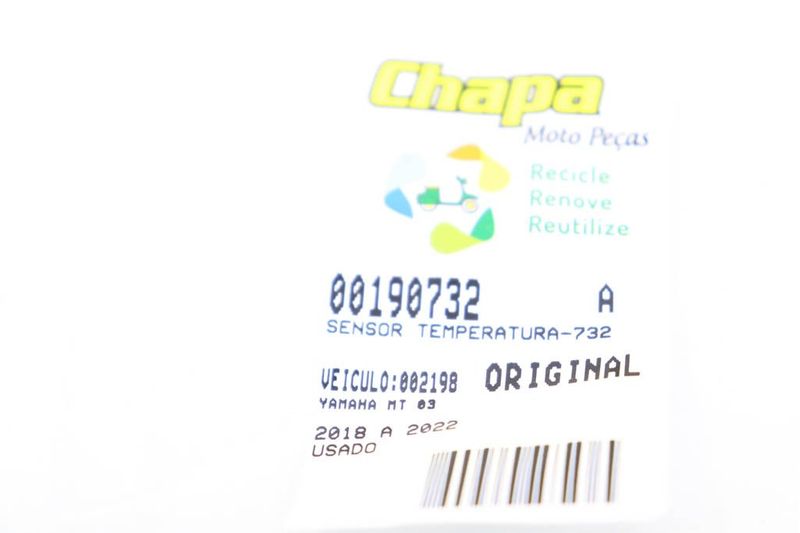 Chapa
Moto Peças
Recicle
Renove
Reutilize
00190732 A
SENSOR TEMPERATURA-732
VEICULO:002198 ORIGINAL
YAMAHA MT 03
2018 A 2022
USADO